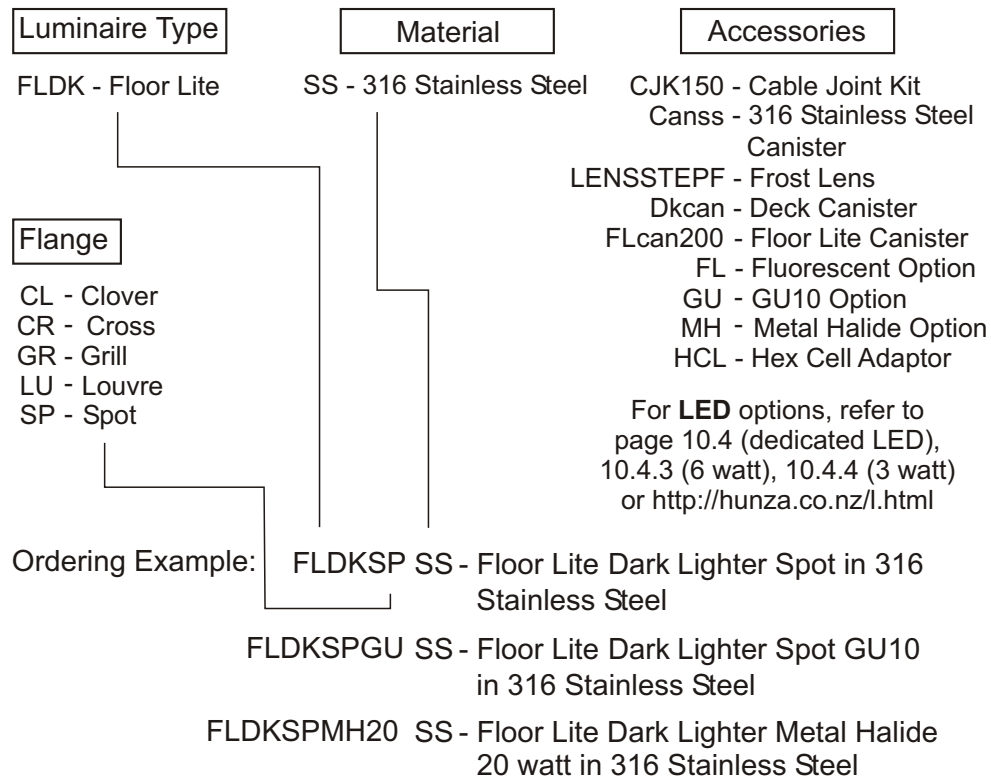 Luminaire Type
FLDK - Floor Lite
Flange
CL - Clover
CR - Cross
GR - Grill
LU - Louvre
SP - Spot
Material
SS - 316 Stainless Steel
Accessories
CJK150 - Cable Joint Kit
Canss - 316 Stainless Steel
Canister
LENSSTEPF - Frost Lens
Dkcan - Deck Canister
FLcan200 - Floor Lite Canister
FL - Fluorescent Option
GU - GU10 Option
MH - Metal Halide Option
HCL - Hex Cell Adaptor
For LED options, refer to
page 10.4 (dedicated LED),
10.4.3 (6 watt), 10.4.4 (3 watt)
or http://hunza.co.nz/l.html
Ordering Example: FLDKSP SS - Floor Lite Dark Lighter Spot in 316
Stainless Steel
FLDKSPGU SS - Floor Lite Dark Lighter Spot GU10
in 316 Stainless Steel
FLDKSPMH20 SS - Floor Lite Dark Lighter Metal Halide
20 watt in 316 Stainless Steel